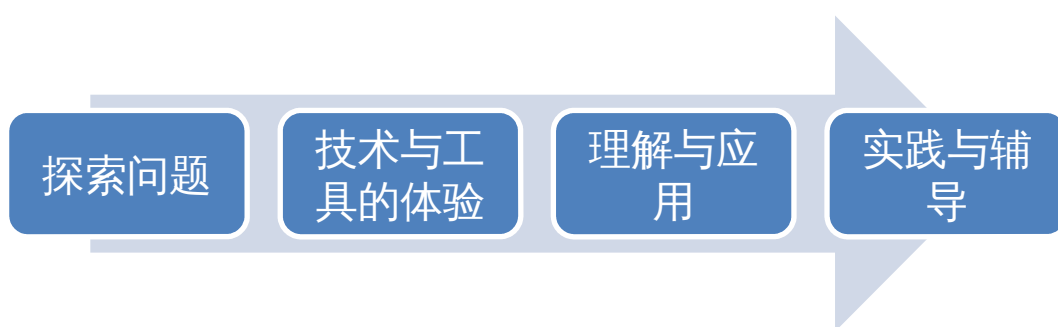 探索问题
技术与工
具的体验
理解与应
用
实践与辅
导